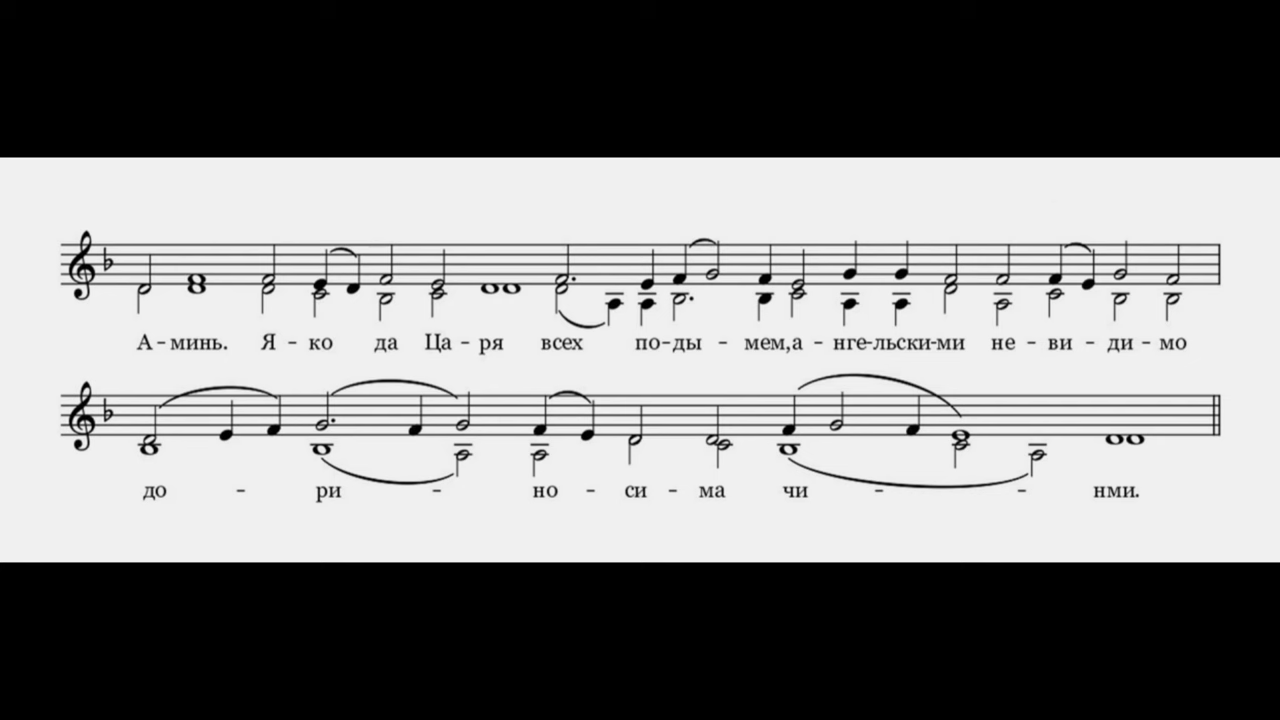 А-минь. Я-ко да Ца-ря всех по-ды-мем,а-нге-льски-ми не-ви-ди-мо
до-ри-но-си-ма чи-нми.